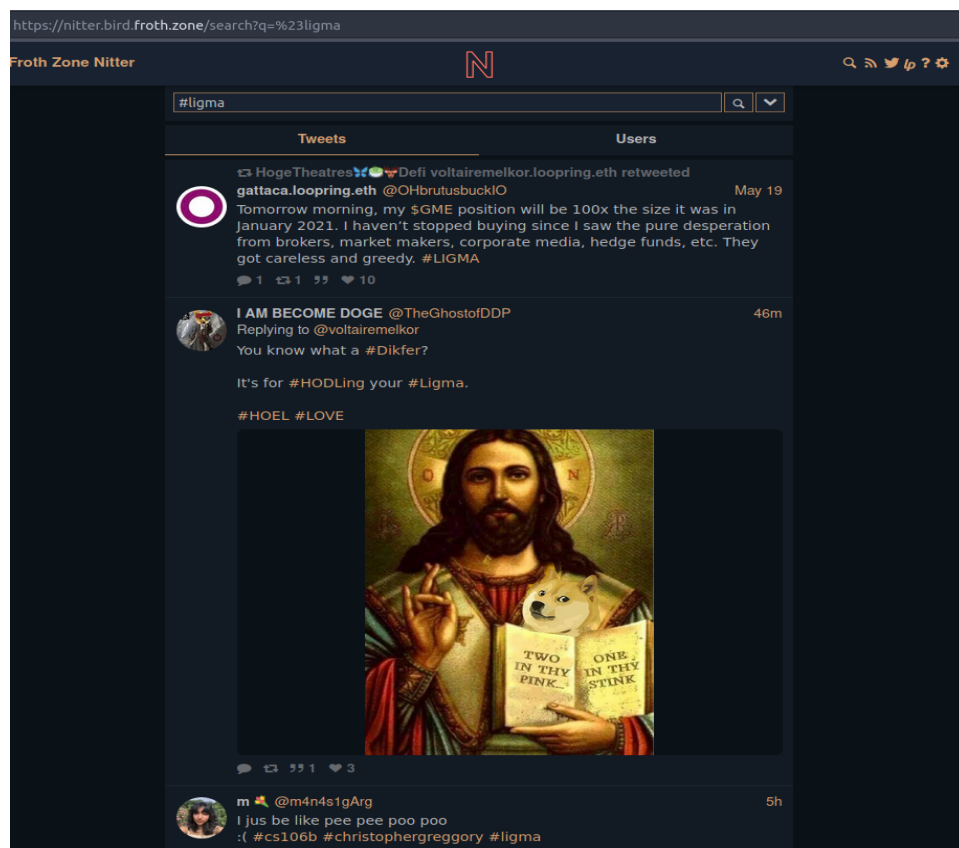 https://nitter.bird.froth.zone/search?q=%23ligma
Froth Zone Nitter
N
lp ?
#ligma
Tweets Users
HogeTheatres🦋🐸👹Defi voltairemelkor.loopring.eth retweeted
gattaca.loopring.eth @OHbrutusbuckIO May 19
Tomorrow morning, my $GME position will be 100x the size it was in
January 2021. I haven't stopped buying since I saw the pure desperation
from brokers, market makers, corporate media, hedge funds, etc. They
got careless and greedy. #LIGMA
1 1 10
I AM BECOME DOGE @TheGhostofDDP 46m
Replying to @voltairemelkor
You know what a #Dikfer?
It's for #HODLing your #Ligma.
#HOEL #LOVE
O N
TWO
IN THY
PINK...
ONE
IN THY
STINK
1 3
m 💐 @m4n4s1gArg 5h
I jus be like pee pee poo poo
:( #cs106b #christophergreggory #ligma